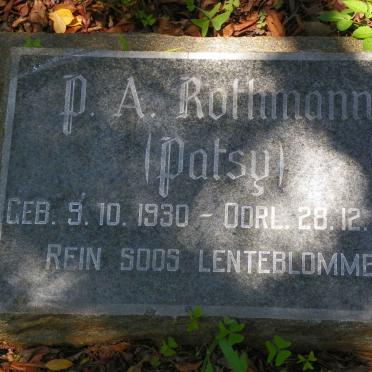 P. A. Rothmann
(Patsy)
GEB. 9. 10. 1930 - OORL. 28. 12.
REIN SOOS LENTEBLOMME